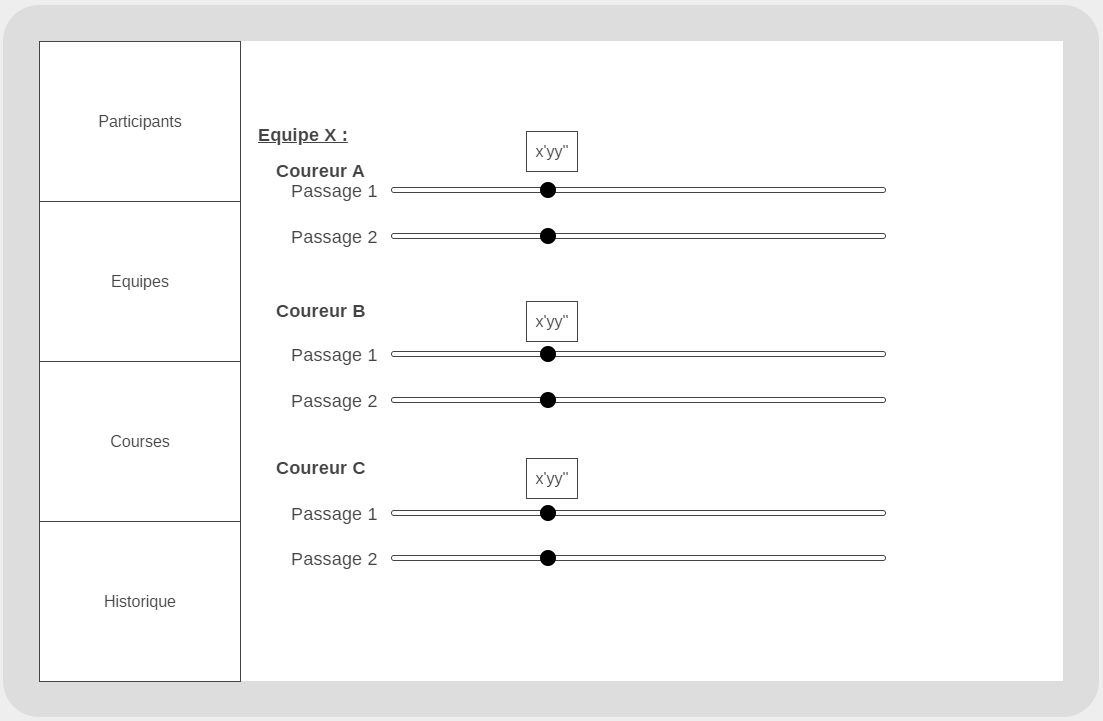 Participants
Equipes
Courses
Historique
Equipe X :
x'yy''
Coureur A
Passage 1
Passage 2
Coureur B
x'yy''
Passage 1
Passage 2
Coureur C
x'yy''
Passage 1
Passage 2